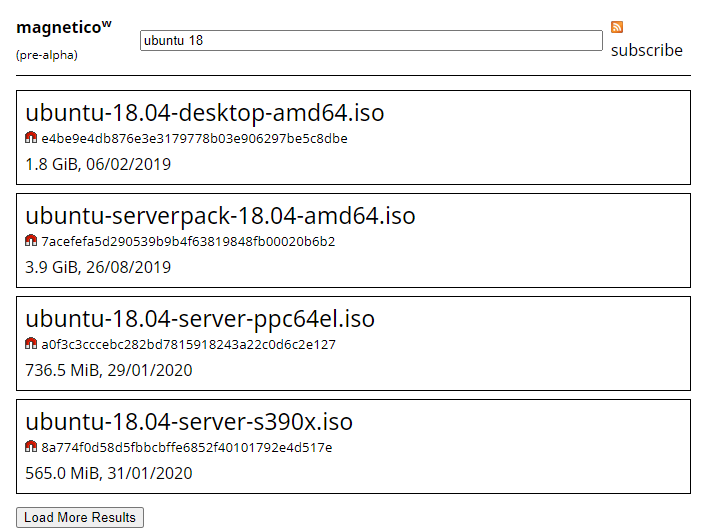 magneticoʷ
(pre-alpha)
ubuntu 18
subscribe
ubuntu-18.04-desktop-amd64.iso
e4be9e4db876e3e3179778b03e906297be5c8dbe
1.8 GiB, 06/02/2019
ubuntu-serverpack-18.04-amd64.iso
7acefefa5d290539b9b4f63819848fb00020b6b2
3.9 GiB, 26/08/2019
ubuntu-18.04-server-ppc64el.iso
a0f3c3cccebc282bd7815918243a22c0d6c2e127
736.5 MiB, 29/01/2020
ubuntu-18.04-server-s390x.iso
8a774f0d58d5fbbcbffe6852f40101792e4d517e
565.0 MiB, 31/01/2020
Load More Results